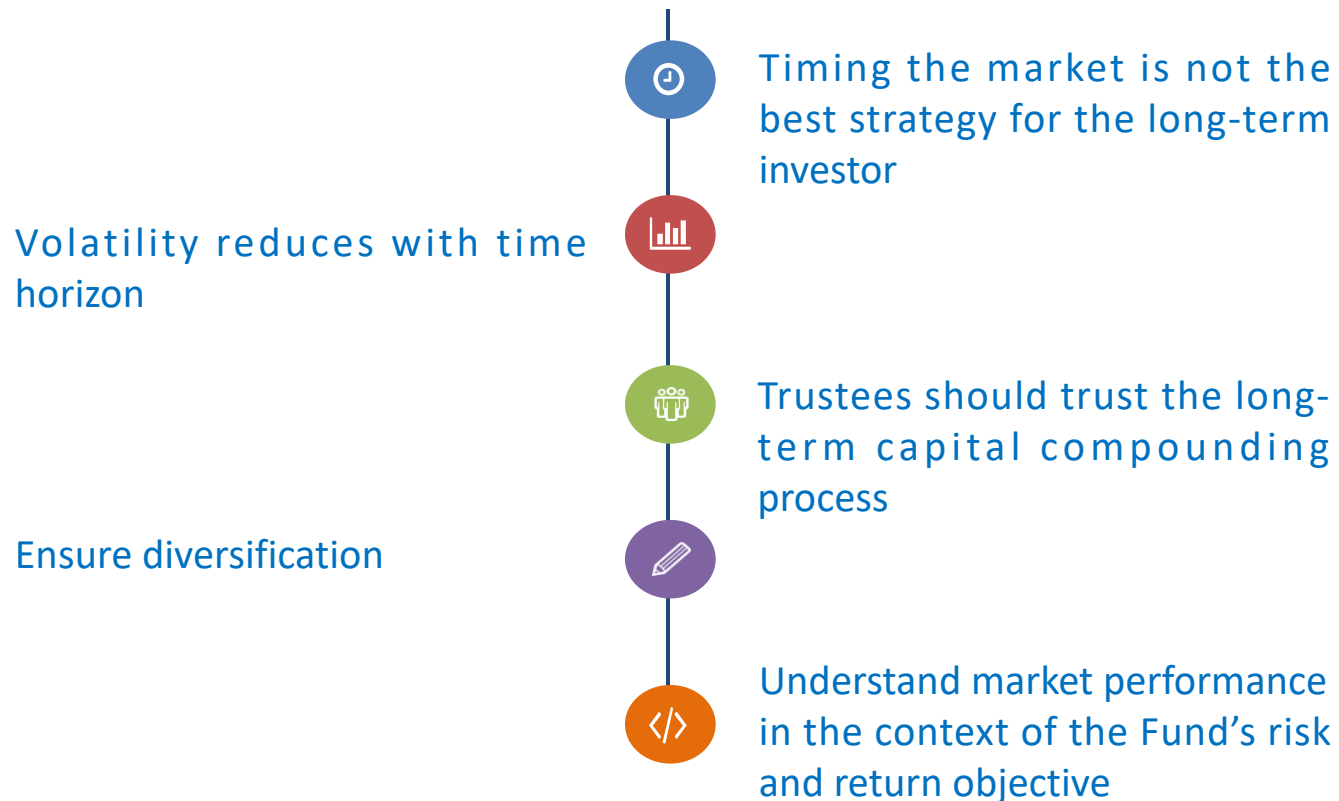 Timing the market is not the
best strategy for the long-term
investor
Volatility reduces with time
horizon
Trustees should trust the long-
term capital compounding
process
Ensure diversification
Understand market performance
in the context of the Fund’s risk
and return objective